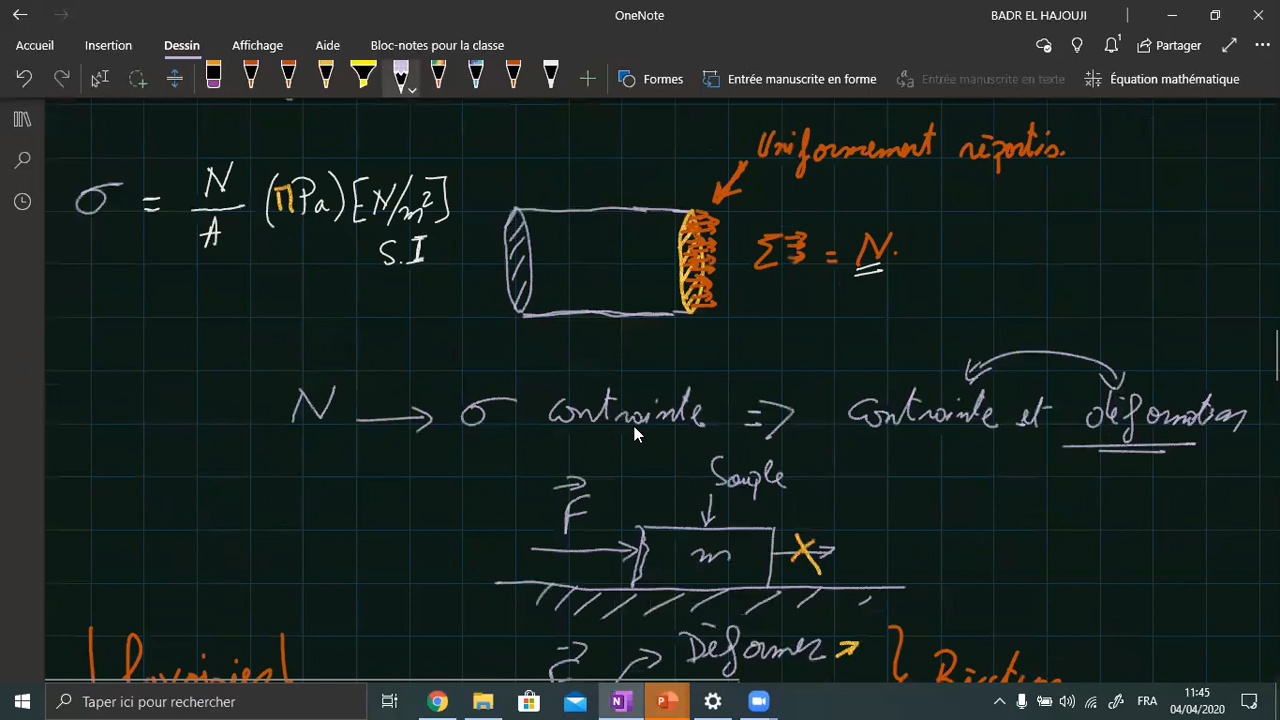 OneNote
BADR EL HAJOUJI
Accueil Insertion Dessin Affichage Aide Bloc-notes pour la classe
Partager
Formes Entrée manuscrite en forme Entrée manuscrite en texte Équation mathématique
Uniformement répartis.
σ = N/A (MPa) [N/m²]
S.I
Σ = N.
N → σ contrainte => Contrainte et déformation
Souple
F
m
Déformer
Taper ici pour rechercher
FRA
11:45
04/04/2020